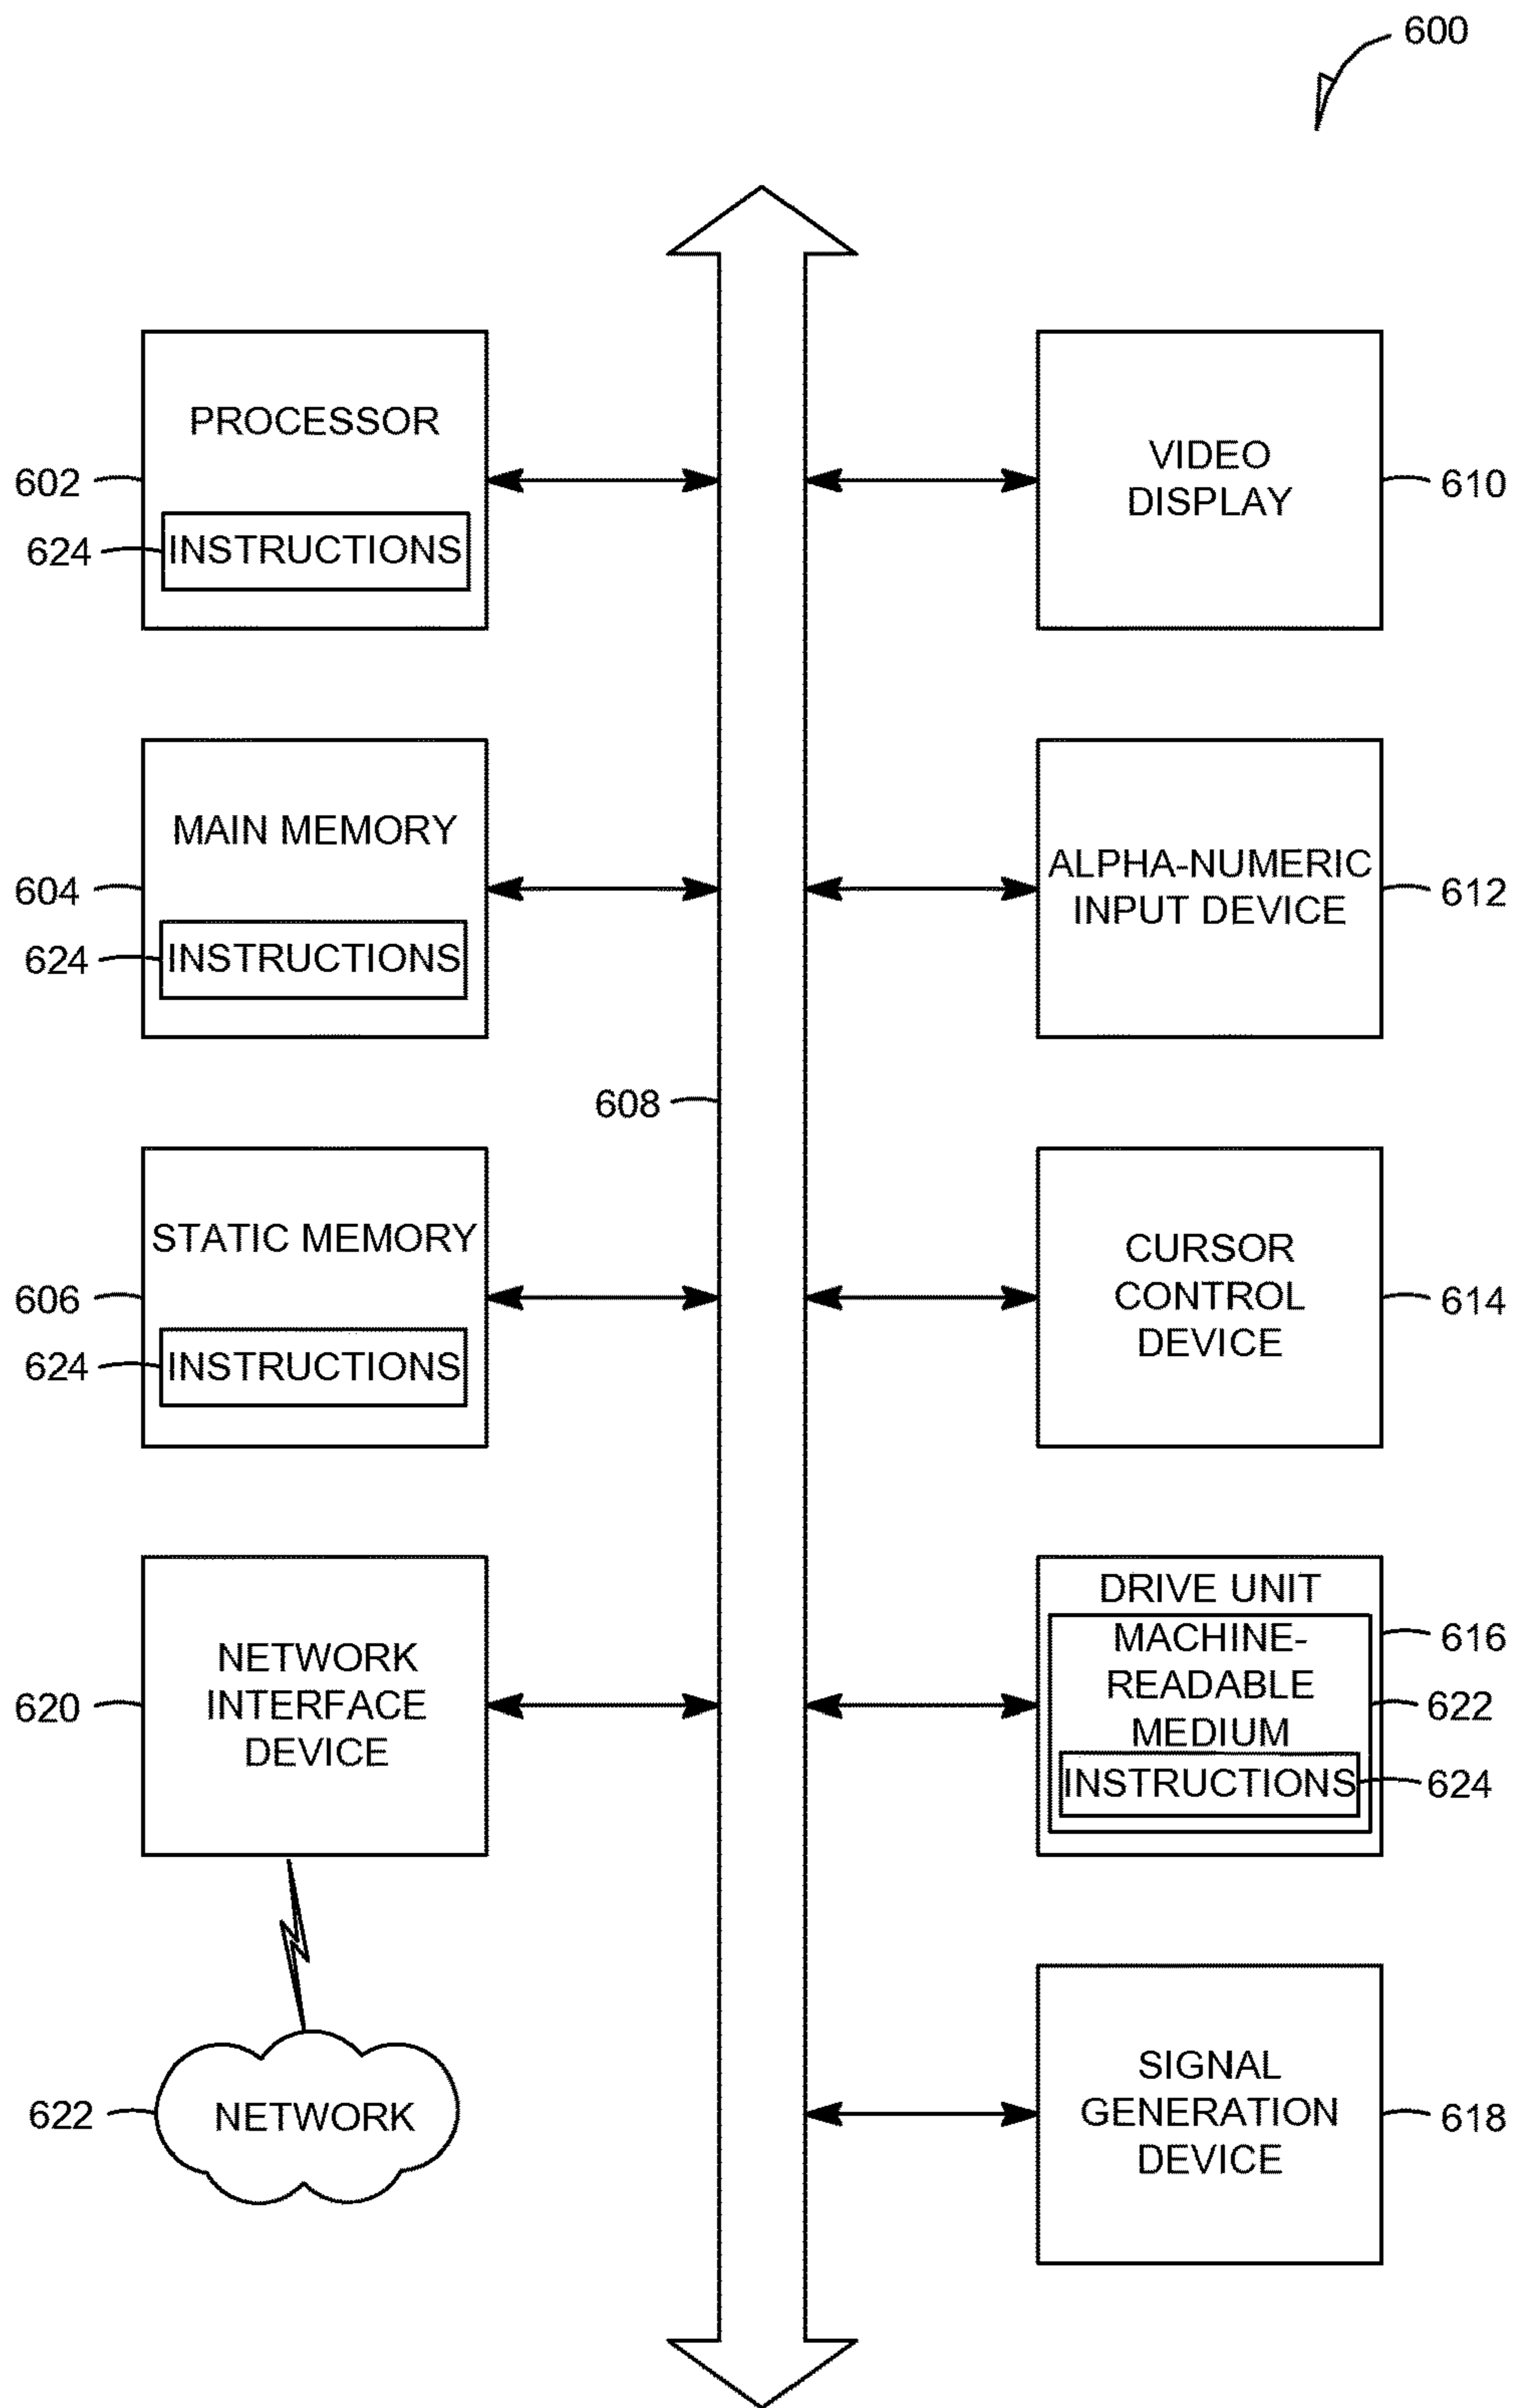 600
PROCESSOR
602
624
INSTRUCTIONS
VIDEO
DISPLAY
610
MAIN MEMORY
604
624
INSTRUCTIONS
ALPHA-NUMERIC
INPUT DEVICE
612
608
STATIC MEMORY
606
624
INSTRUCTIONS
CURSOR
CONTROL
DEVICE
614
NETWORK
INTERFACE
DEVICE
620
DRIVE UNIT
616
MACHINE-
READABLE
MEDIUM
622
INSTRUCTIONS
624
622
NETWORK
SIGNAL
GENERATION
DEVICE
618